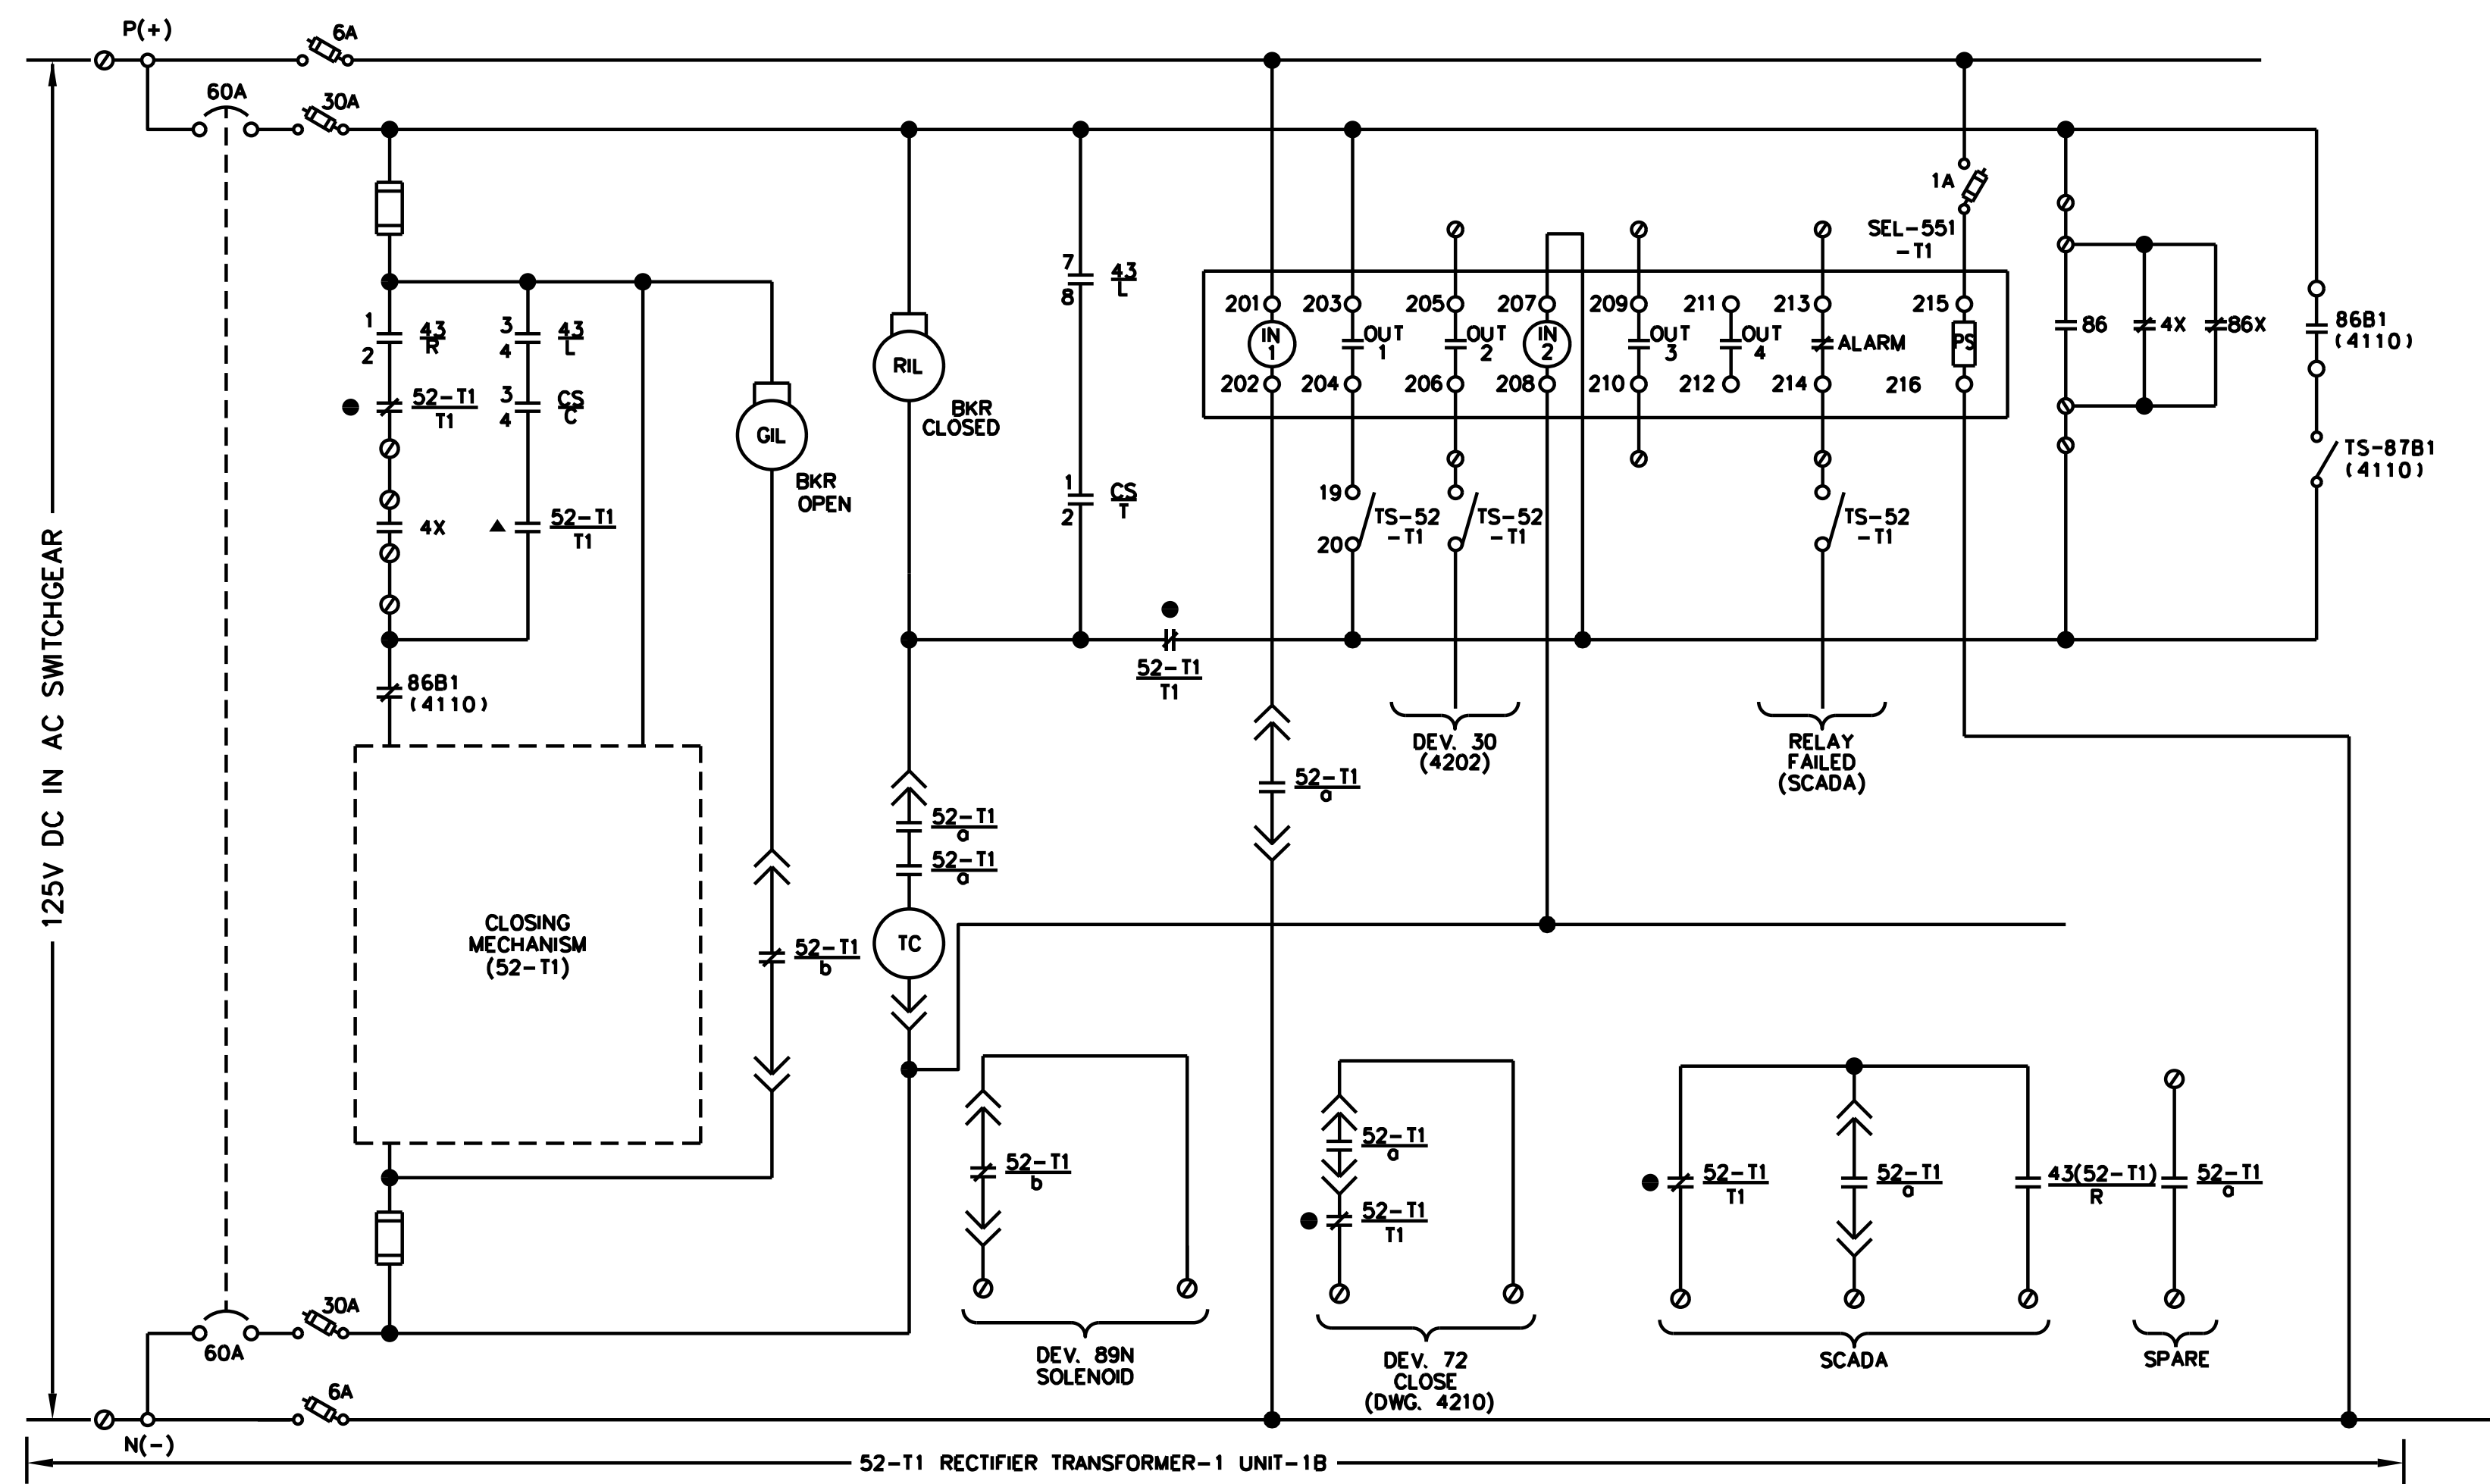 P(+)
6A
60A
30A
125V DC IN AC SWITCHGEAR
1
2
43
R
3
4
43
L
52-T1
T1
3
4
CS
C
4X
52-T1
T1
86B1
(4110)
CLOSING
MECHANISM
(52-T1)
GIL
BKR
OPEN
52-T1
b
RIL
BKR
CLOSED
7
8
43
L
1
2
CS
T
52-T1
T1
52-T1
a
52-T1
a
TC
201
IN
1
202
203
OUT
1
204
205
OUT
2
206
207
IN
2
208
209
OUT
3
210
211
OUT
4
212
213
ALARM
214
215
PS
216
1A
SEL-551
-T1
19
20
TS-52
-T1
TS-52
-T1
TS-52
-T1
52-T1
a
DEV. 30
(4202)
RELAY
FAILED
(SCADA)
86
4X
86X
86B1
(4110)
TS-87B1
(4110)
52-T1
b
DEV. 89N
SOLENOID
52-T1
a
52-T1
T1
DEV. 72
CLOSE
(DWG. 4210)
52-T1
T1
52-T1
a
43(52-T1)
R
SCADA
52-T1
a
SPARE
30A
60A
6A
N(-)
52-T1 RECTIFIER TRANSFORMER-1 UNIT-1B